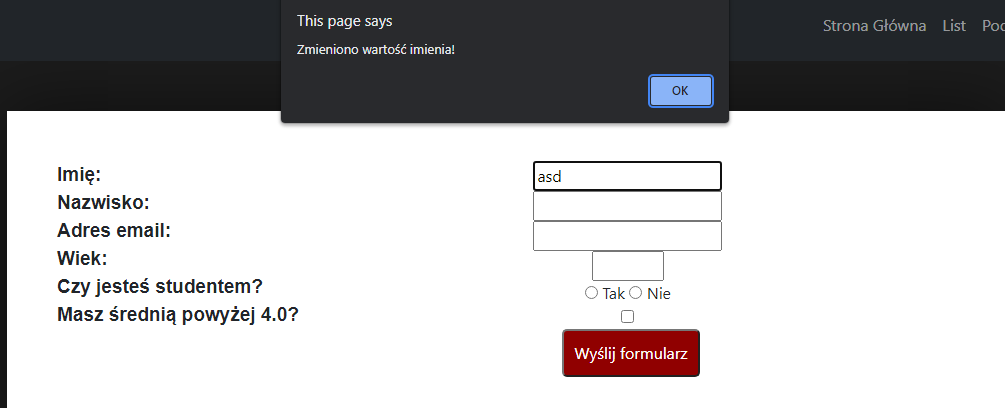 This page says
Zmieniono wartość imienia!
OK
Strona Główna List
Imię:
asd
Nazwisko:
Adres email:
Wiek:
Czy jesteś studentem?
Tak Nie
Masz średnią powyżej 4.0?
Wyślij formularz